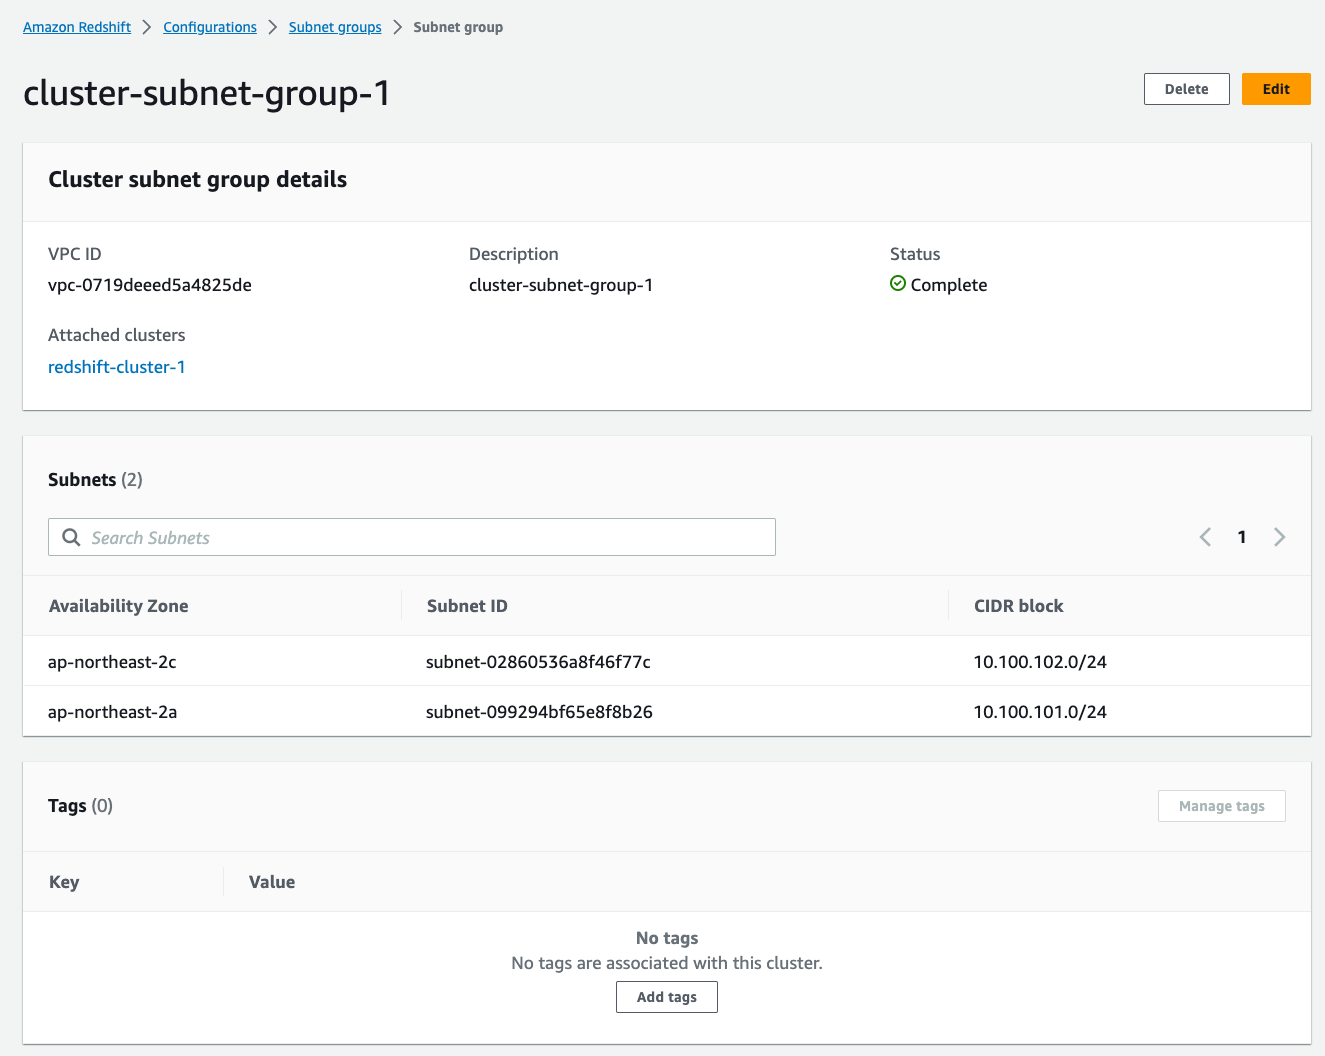 Amazon Redshift > Configurations > Subnet groups > Subnet group
cluster-subnet-group-1
Delete Edit
Cluster subnet group details
VPC ID Description Status
vpc-0719deeed5a4825de cluster-subnet-group-1 Complete
Attached clusters
redshift-cluster-1
Subnets (2)
Search Subnets < 1 >
Availability Zone Subnet ID CIDR block
ap-northeast-2c subnet-02860536a8f46f77c 10.100.102.0/24
ap-northeast-2a subnet-099294bf65e8f8b26 10.100.101.0/24
Tags (0) Manage tags
Key Value
No tags
No tags are associated with this cluster.
Add tags